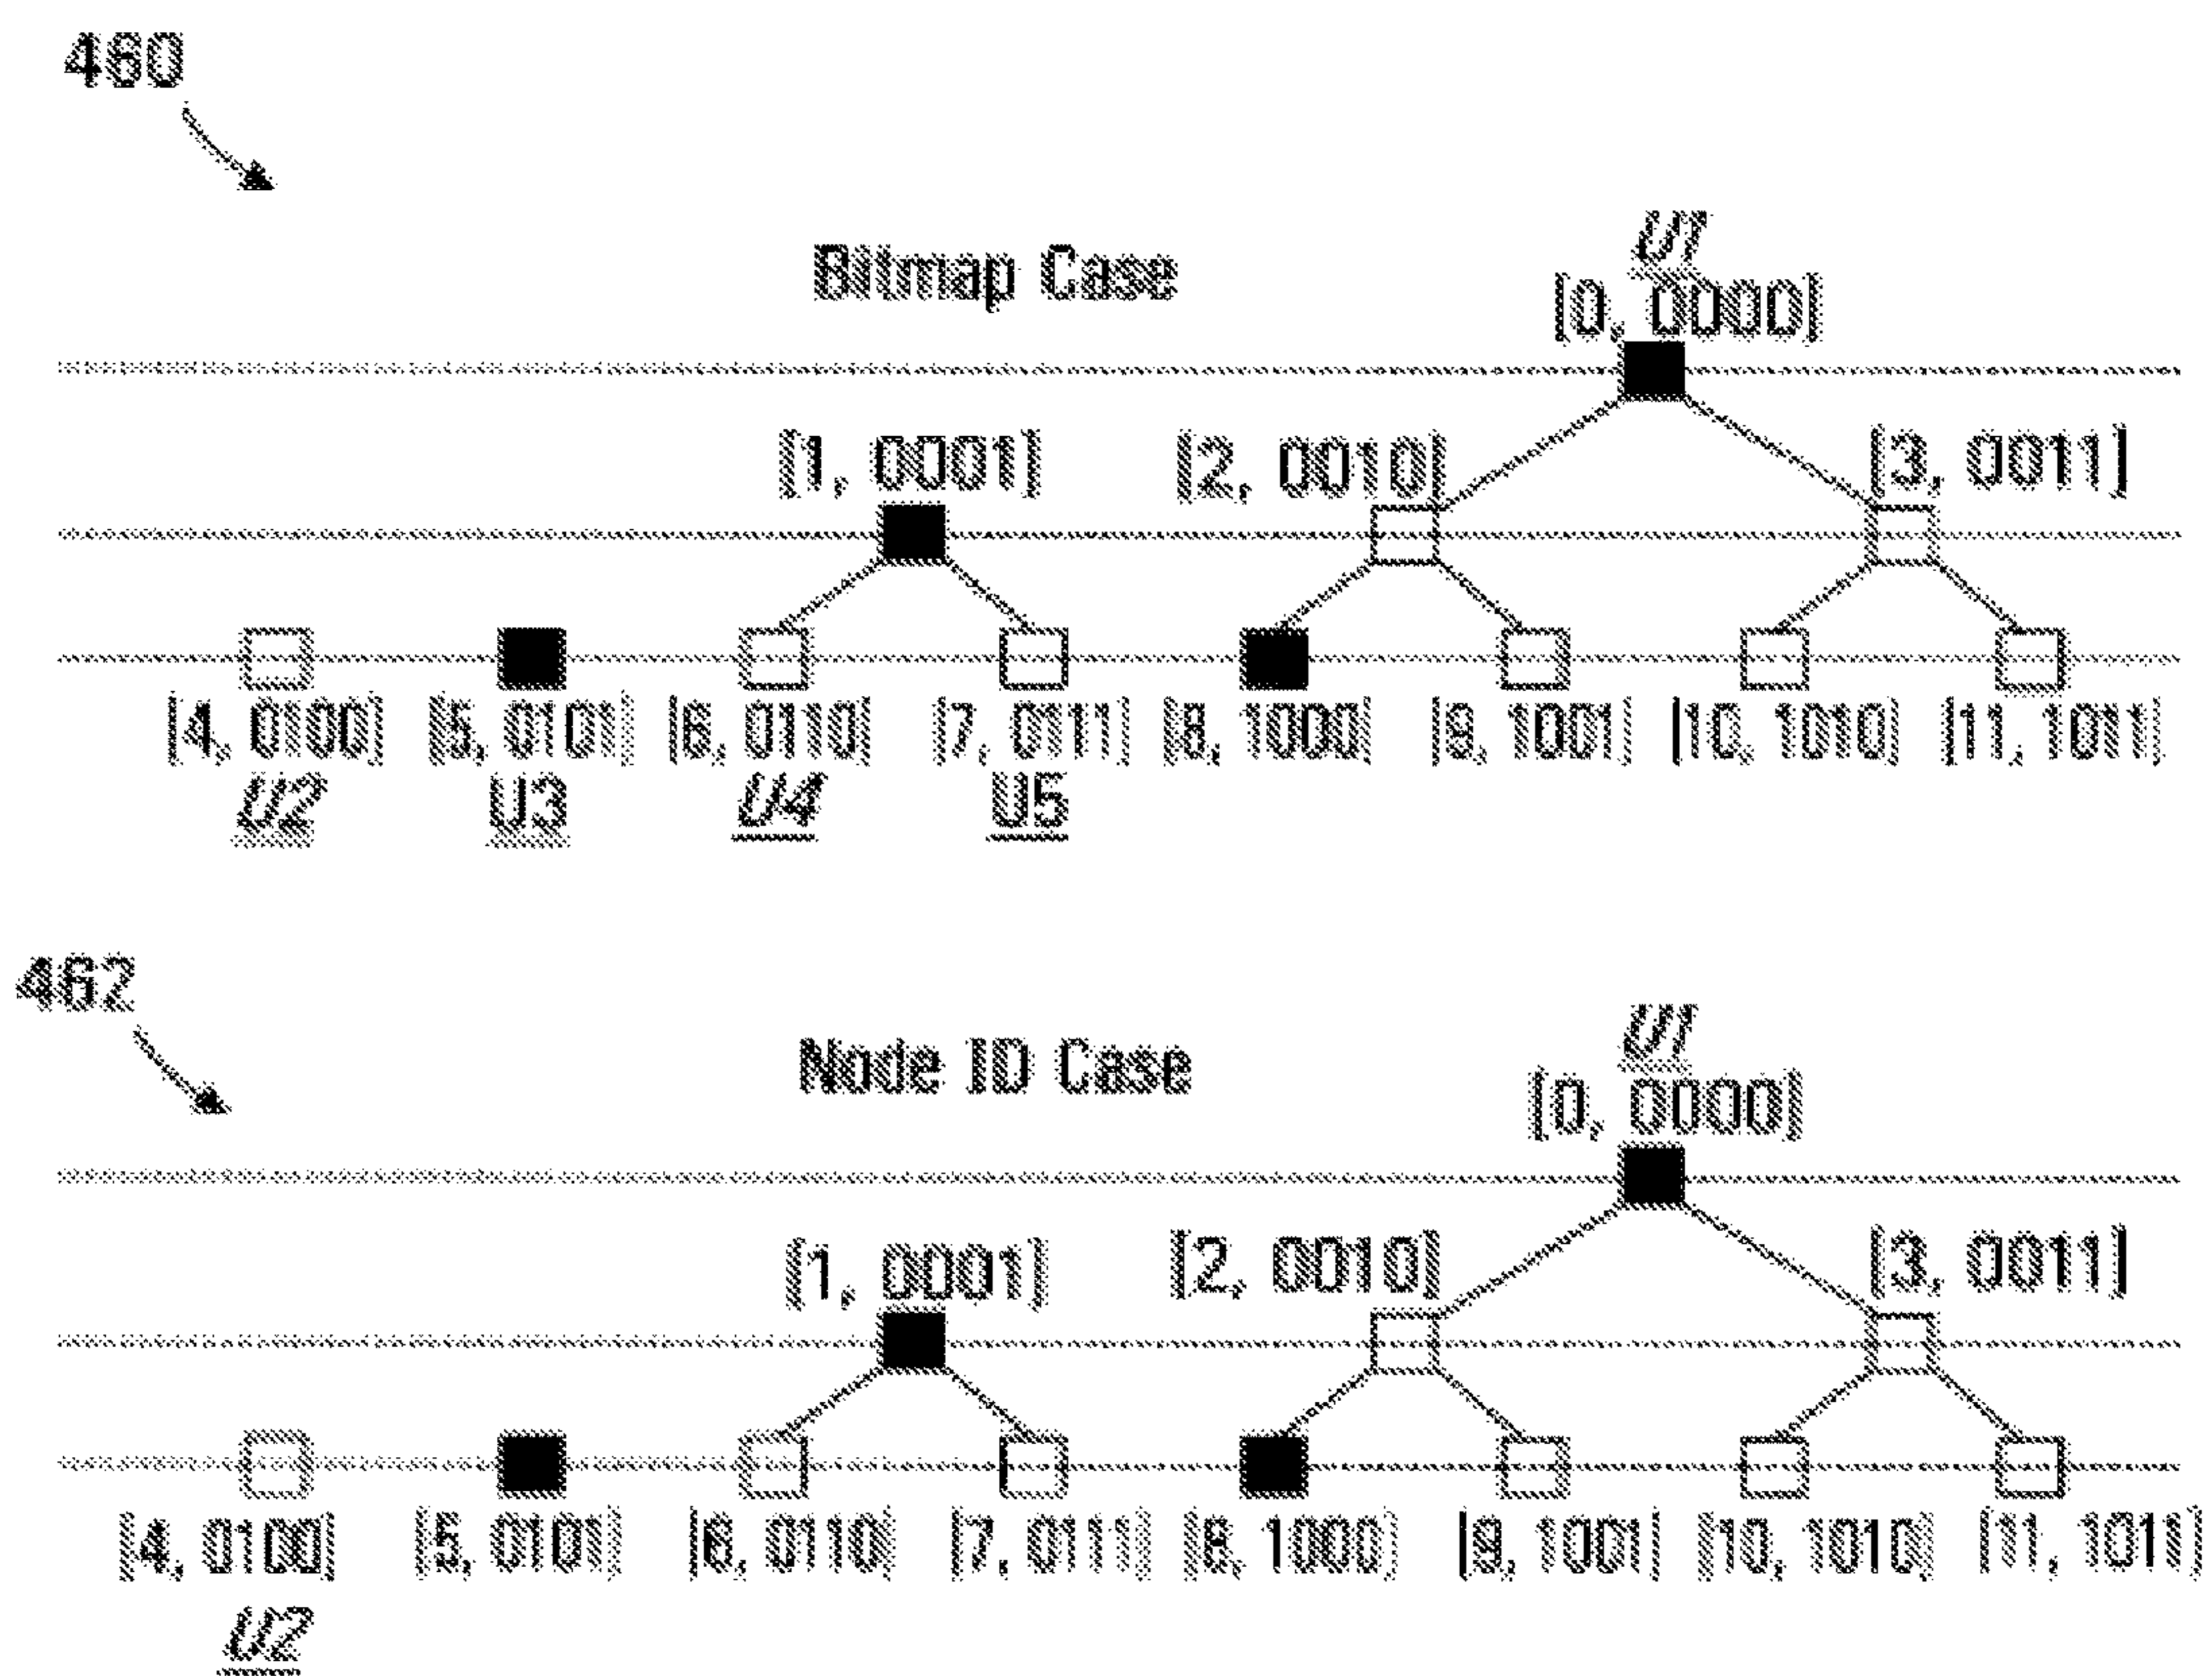 460
Bitmap Case
U1
[0, 0000]
[1, 0001] [2, 0010] [3, 0011]
[4, 0100] [5, 0101] [6, 0110] [7, 0111] [8, 1000] [9, 1001] [10, 1010] [11, 1011]
U2 U3 U4 U5
462
Node ID Case
U1
[0, 0000]
[1, 0001] [2, 0010] [3, 0011]
[4, 0100] [5, 0101] [6, 0110] [7, 0111] [8, 1000] [9, 1001] [10, 1010] [11, 1011]
U2